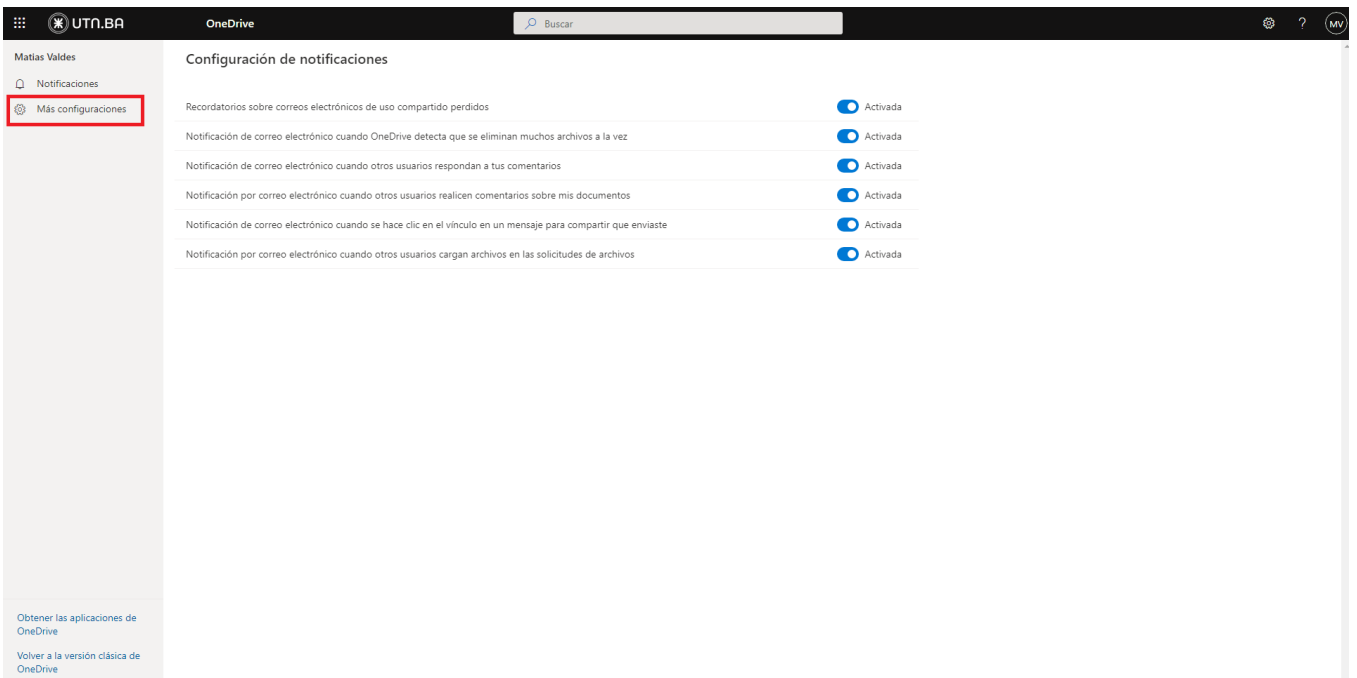 UTN.BA
OneDrive
Buscar
?
MV
Matias Valdes
Notificaciones
Más configuraciones
Configuración de notificaciones
Recordatorios sobre correos electrónicos de uso compartido perdidos
Activada
Notificación de correo electrónico cuando OneDrive detecta que se eliminan muchos archivos a la vez
Activada
Notificación de correo electrónico cuando otros usuarios respondan a tus comentarios
Activada
Notificación por correo electrónico cuando otros usuarios realicen comentarios sobre mis documentos
Activada
Notificación de correo electrónico cuando se hace clic en el vínculo en un mensaje para compartir que enviaste
Activada
Notificación por correo electrónico cuando otros usuarios cargan archivos en las solicitudes de archivos
Activada
Obtener las aplicaciones de
OneDrive
Volver a la versión clásica de
OneDrive